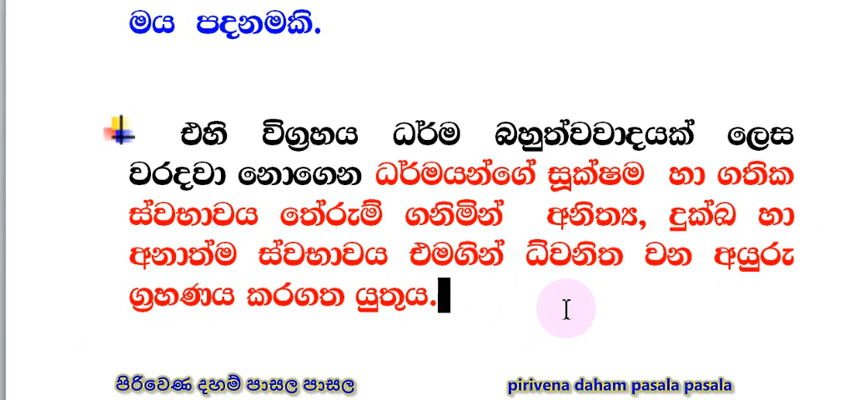 මය පදනමකි.
එහි විග්‍රහය ධර්ම බහුත්වවාදයක් ලෙස
වරදවා නොගෙන ධර්මයන්ගේ සූක්ෂම හා ගතික
ස්වභාවය තේරුම් ගනිමින් අනිත්‍ය, දුක්ඛ හා
අනාත්ම ස්වභාවය එමගින් ධ්වනිත වන අයුරු
ග්‍රහණය කරගත යුතුය.
පිරිවෙණ දහම් පාසල පාසල
pirivena daham pasala pasala